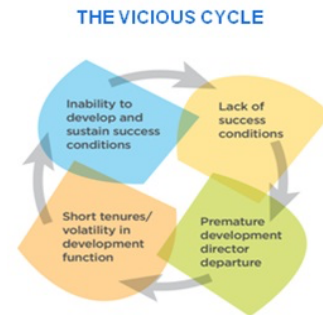 THE VICIOUS CYCLE
Inability to
develop and
sustain success
conditions
Lack of
success
conditions
Premature
development
director
departure
Short tenures/
volatility in
development
function